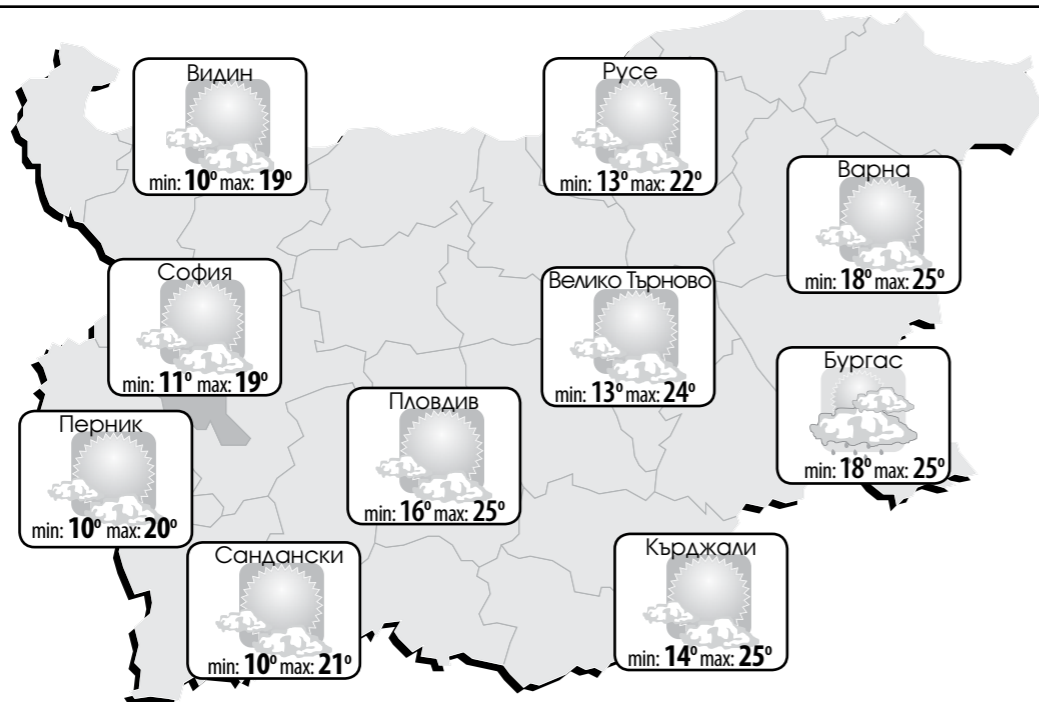 Видин
min: 10° max: 19°
Русе
min: 13° max: 22°
Варна
min: 18° max: 25°
София
min: 11° max: 19°
Велико Търново
min: 13° max: 24°
Бургас
min: 18° max: 25°
Пловдив
min: 16° max: 25°
Перник
min: 10° max: 20°
Сандански
min: 10° max: 21°
Кърджали
min: 14° max: 25°